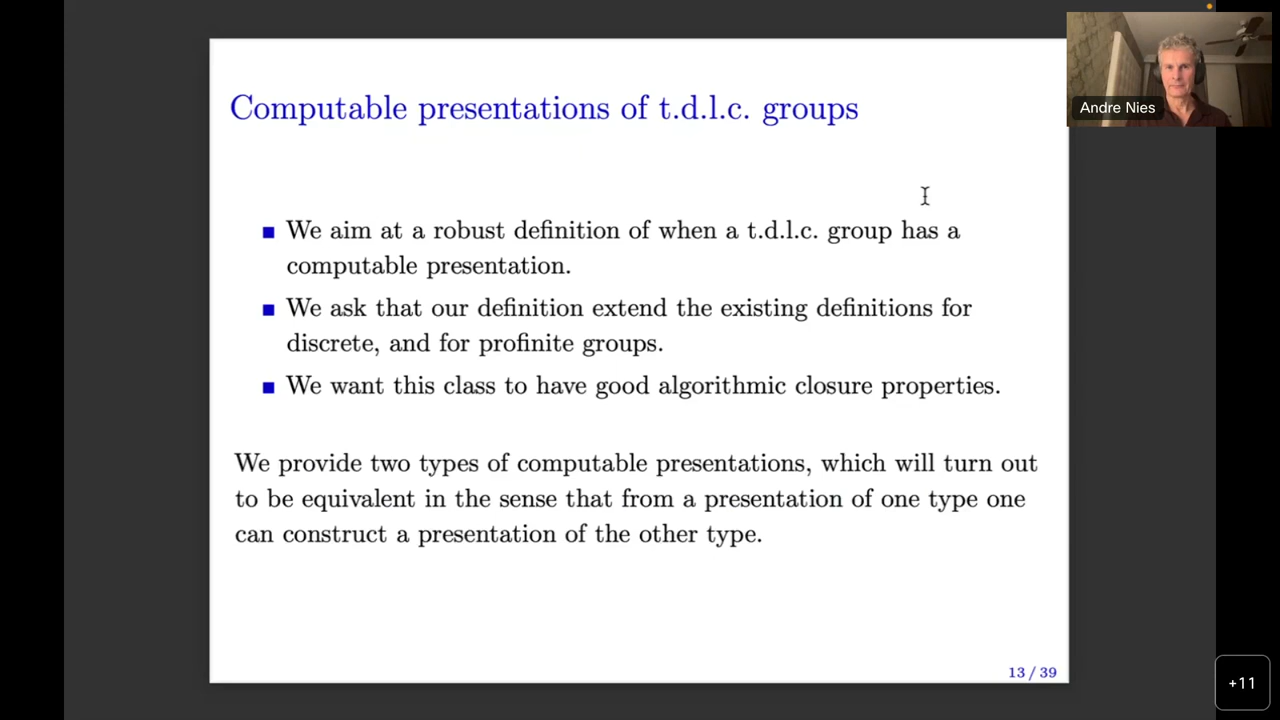 Computable presentations of t.d.l.c. groups
Andre Nies
We aim at a robust definition of when a t.d.l.c. group has a
computable presentation.
We ask that our definition extend the existing definitions for
discrete, and for profinite groups.
We want this class to have good algorithmic closure properties.
We provide two types of computable presentations, which will turn out
to be equivalent in the sense that from a presentation of one type one
can construct a presentation of the other type.
13 / 39
+11